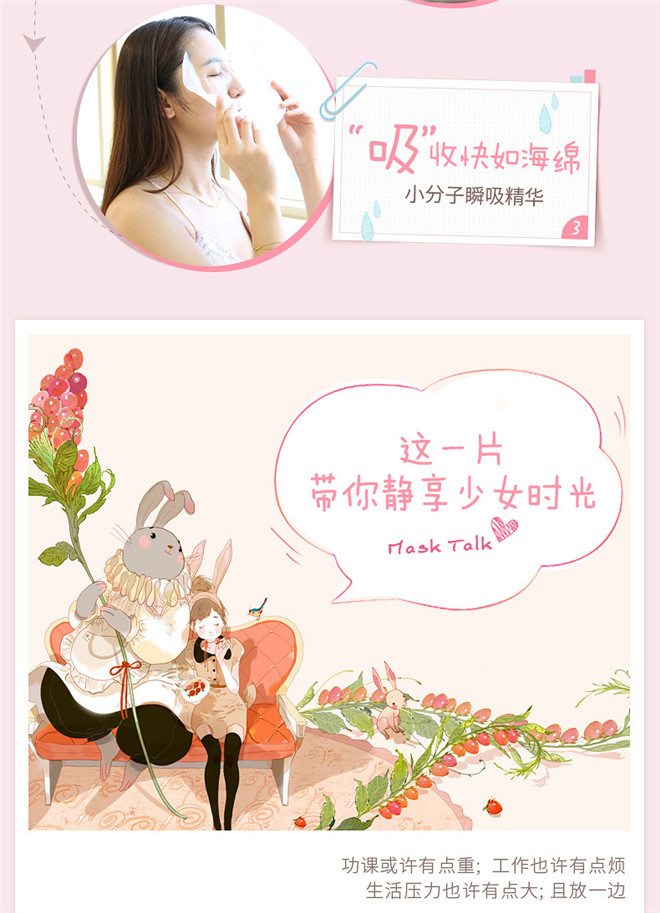 “吸”收快如海绵
小分子瞬吸精华
3
这一片
带你静享少女时光
Mask Talk
功课或许有点重; 工作也许有点烦
生活压力也许有点大; 且放一边